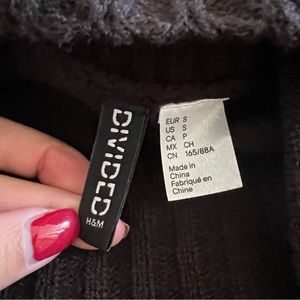 DIVIDED
H&M
EUR S
US S
CA P
MX CH
CN 165/88A
Made in
China
Fabriqué en
Chine